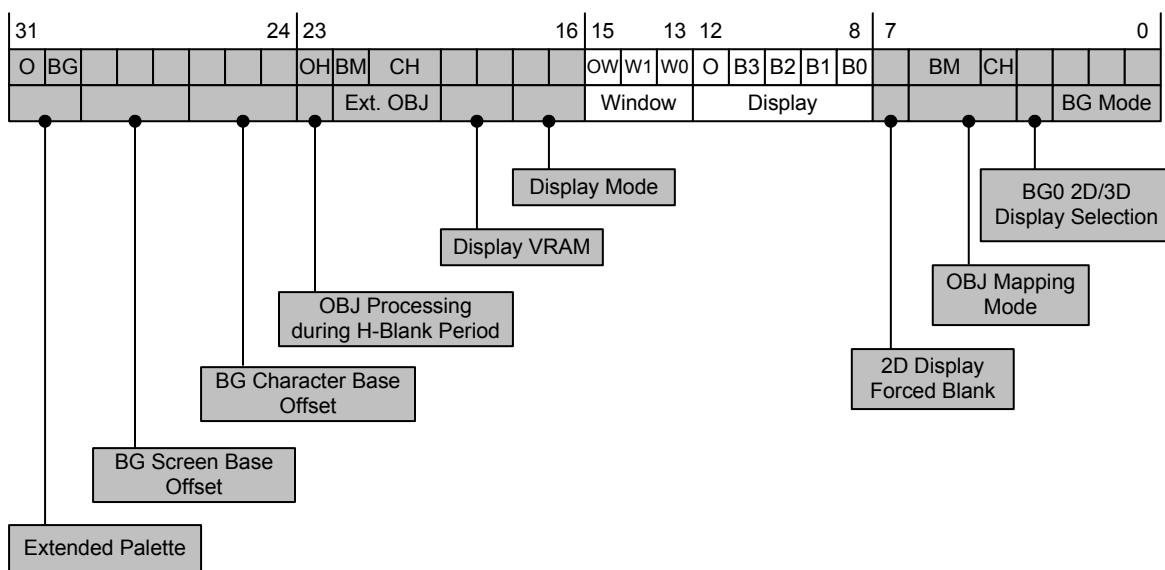 31 24 23 16 15 13 12 8 7 0
O BG OH BM CH OW W1 W0 O B3 B2 B1 B0 BM CH
Ext. OBJ Window Display BG Mode
Display Mode
BG0 2D/3D
Display Selection
Display VRAM
OBJ Mapping
Mode
OBJ Processing
during H-Blank Period
2D Display
Forced Blank
BG Character Base
Offset
BG Screen Base
Offset
Extended Palette